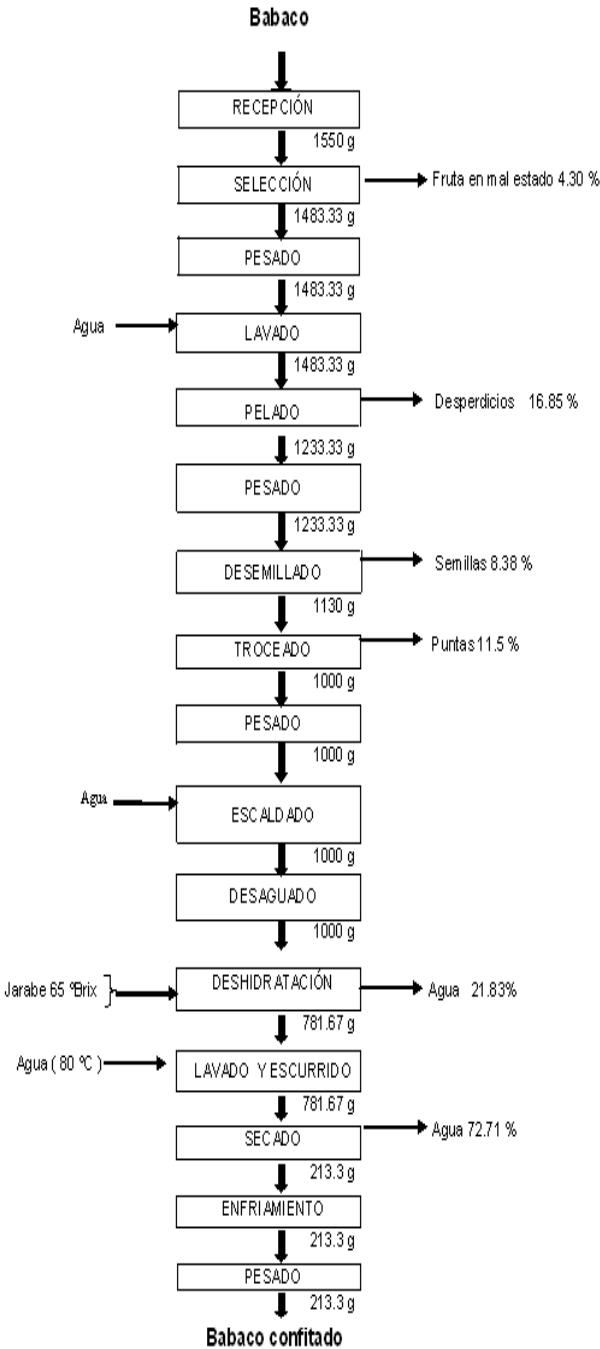 Babaco
RECEPCIÓN
1550 g
SELECCIÓN
Fruta en mal estado 4.30 %
1483.33 g
PESADO
1483.33 g
Agua
LAVADO
1483.33 g
PELADO
Desperdicios 16.85 %
1233.33 g
PESADO
1233.33 g
DESEMILLADO
Semillas 8.38 %
1130 g
TROCEADO
Puntas 11.5 %
1000 g
PESADO
1000 g
Agua
ESCALDADO
1000 g
DESAGUADO
1000 g
Jarabe 65 ºBrix }
DESHIDRATACIÓN
Agua 21.83%
781.67 g
Agua ( 80 ºC )
LAVADO Y ESCURRIDO
781.67 g
SECADO
Agua 72.71 %
213.3 g
ENFRIAMIENTO
213.3 g
PESADO
213.3 g
Babaco confitado